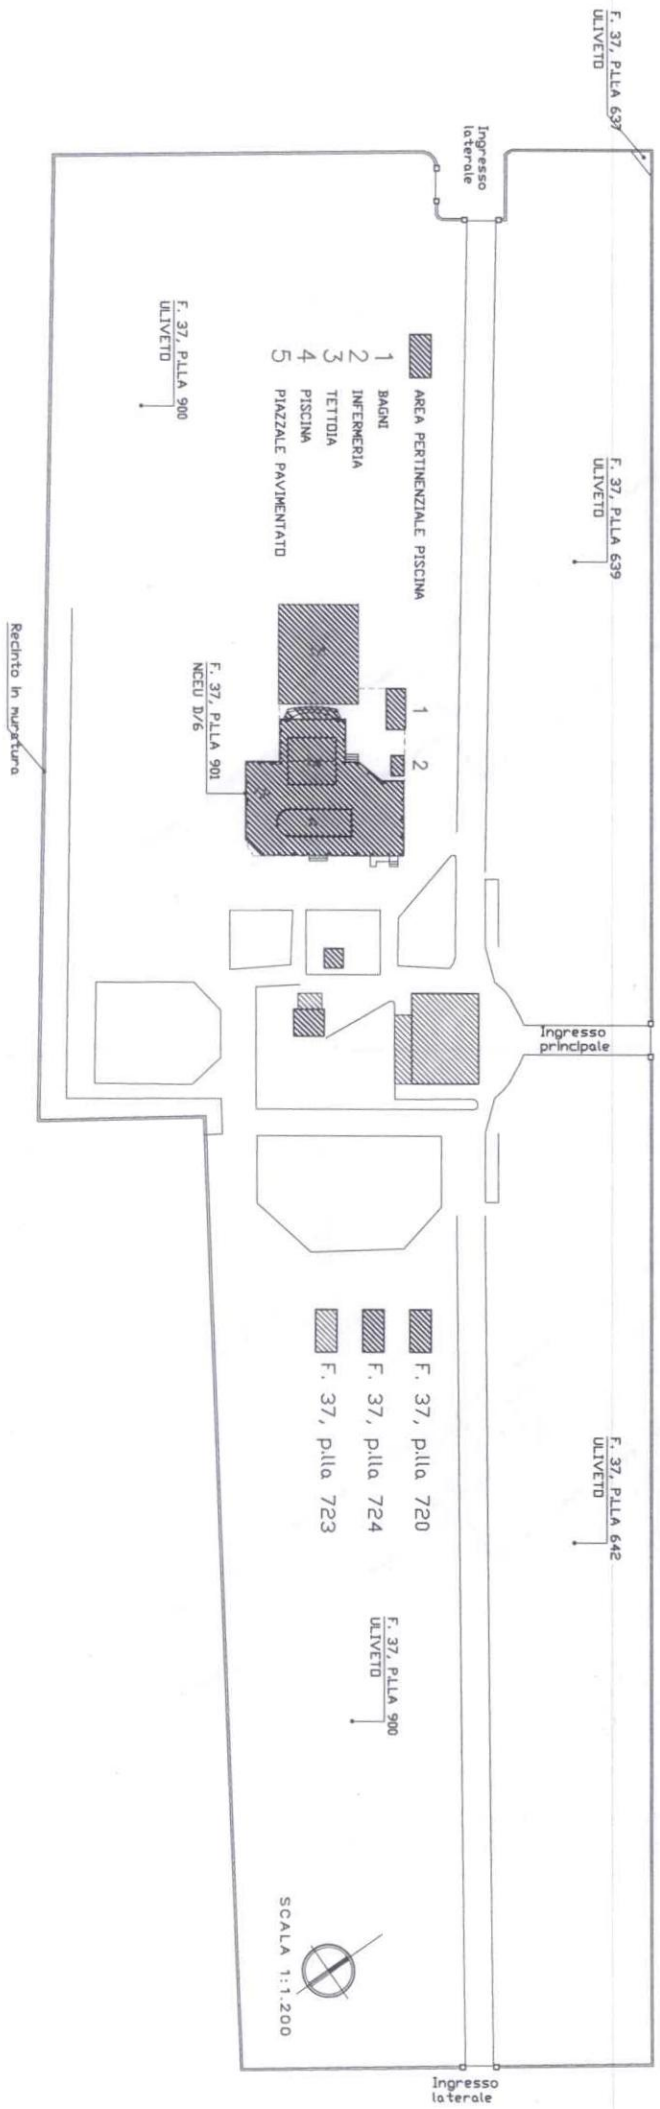 F. 37, P.LLA 637
ULIVETO
Ingresso
laterale
F. 37, P.LLA 900
ULIVETO
AREA PERTINENZIALE PISCINA
1 BAGNI
2 INFERMERIA
3 TETTOIA
4 PISCINA
5 PIAZZALE PAVIMENTATO
F. 37, P.LLA 639
ULIVETO
1
2
F. 37, P.LLA 901
NCEU D/6
Recinto in muratura
Ingresso
principale
F. 37, p.lla 720
F. 37, p.lla 724
F. 37, p.lla 723
F. 37, P.LLA 642
ULIVETO
F. 37, P.LLA 900
ULIVETO
SCALA 1:1.200
Ingresso
laterale